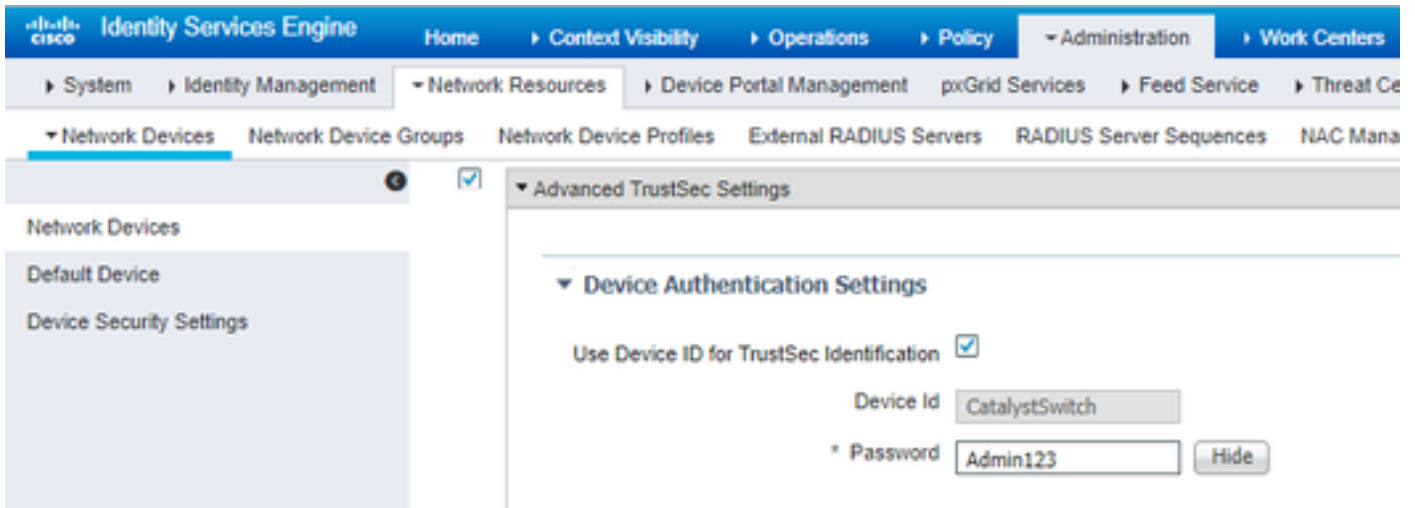 cisco Identity Services Engine Home Context Visibility Operations Policy Administration Work Centers
System Identity Management Network Resources Device Portal Management pxGrid Services Feed Service Threat Ce
Network Devices Network Device Groups Network Device Profiles External RADIUS Servers RADIUS Server Sequences NAC Mana
Advanced TrustSec Settings
Network Devices
Default Device
Device Security Settings
Device Authentication Settings
Use Device ID for TrustSec Identification
Device Id CatalystSwitch
* Password Admin123 Hide